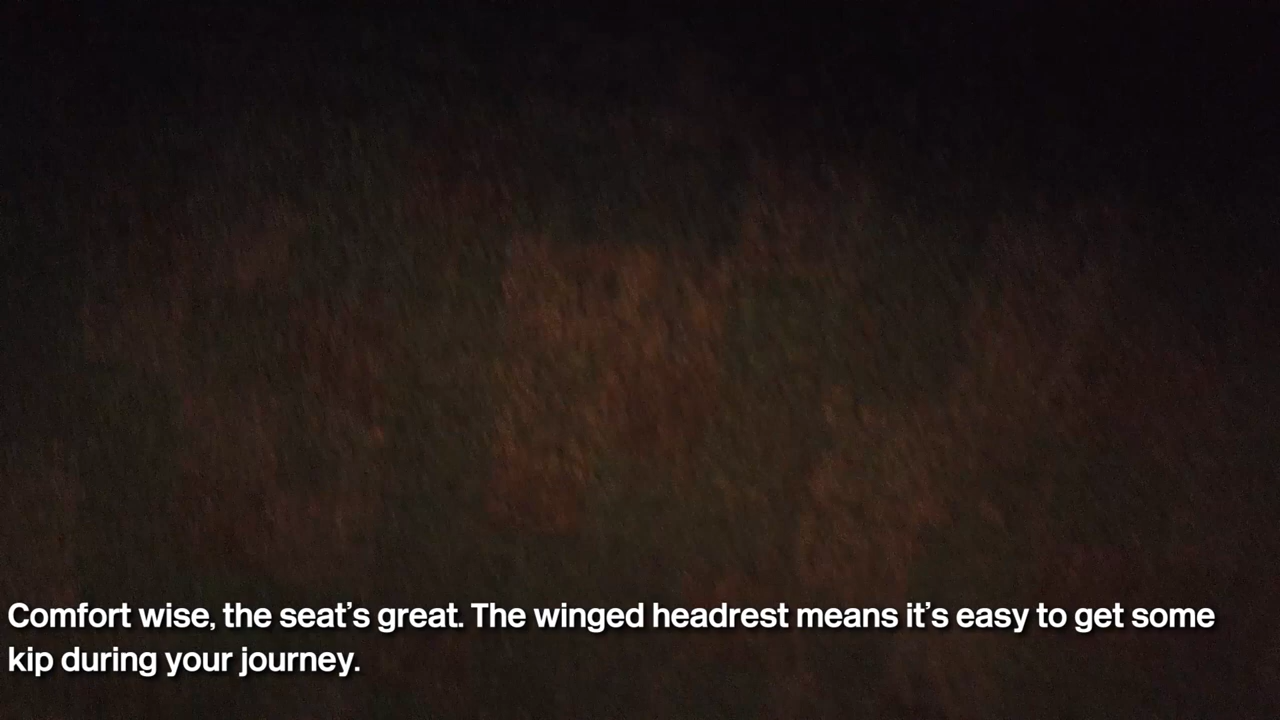 Comfort wise, the seat’s great. The winged headrest means it’s easy to get some
kip during your journey.